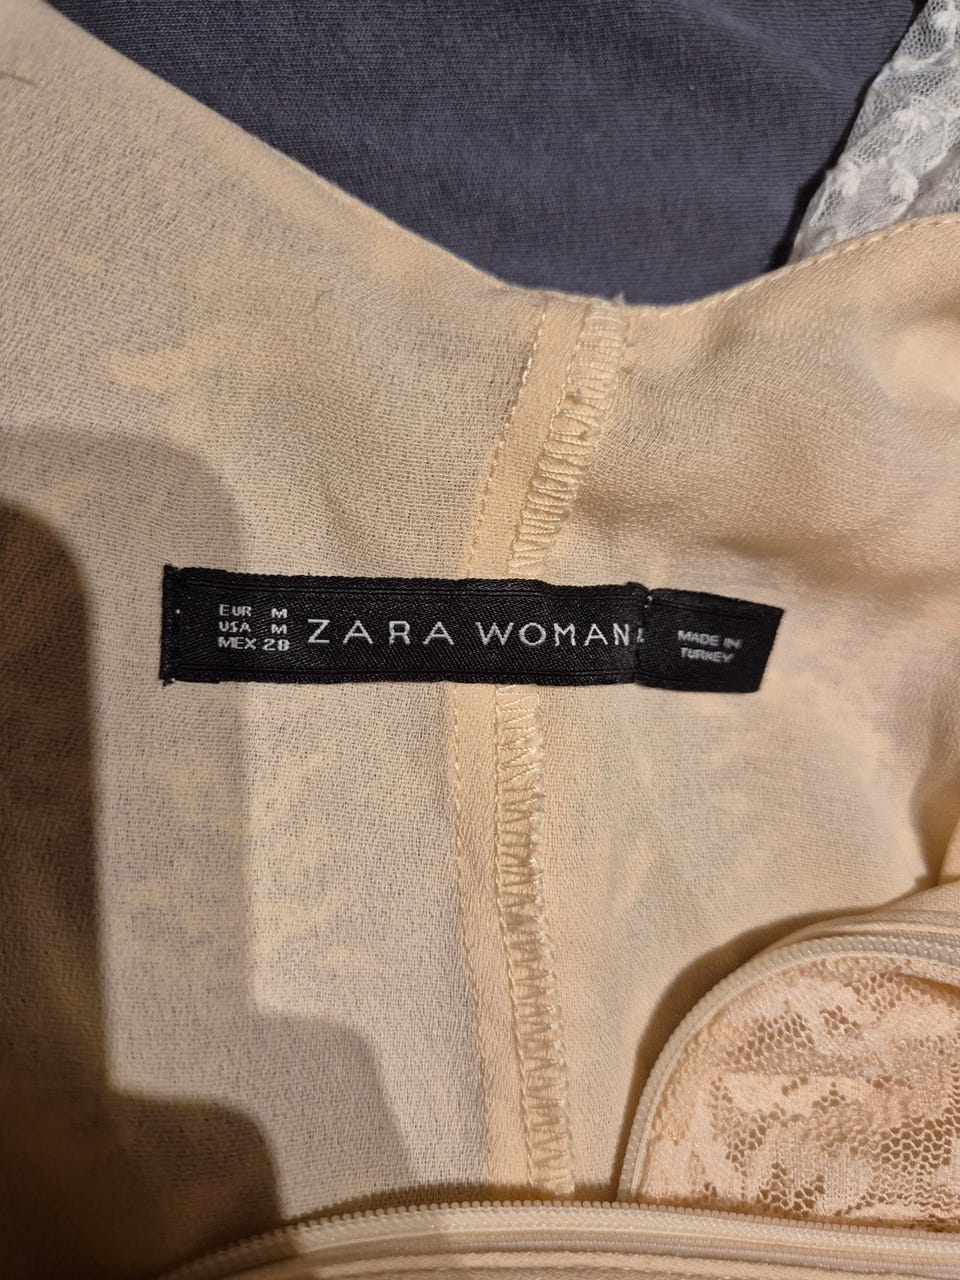 EUR M
USA M
MEX 28
ZARA WOMAN
MADE IN
TURKEY